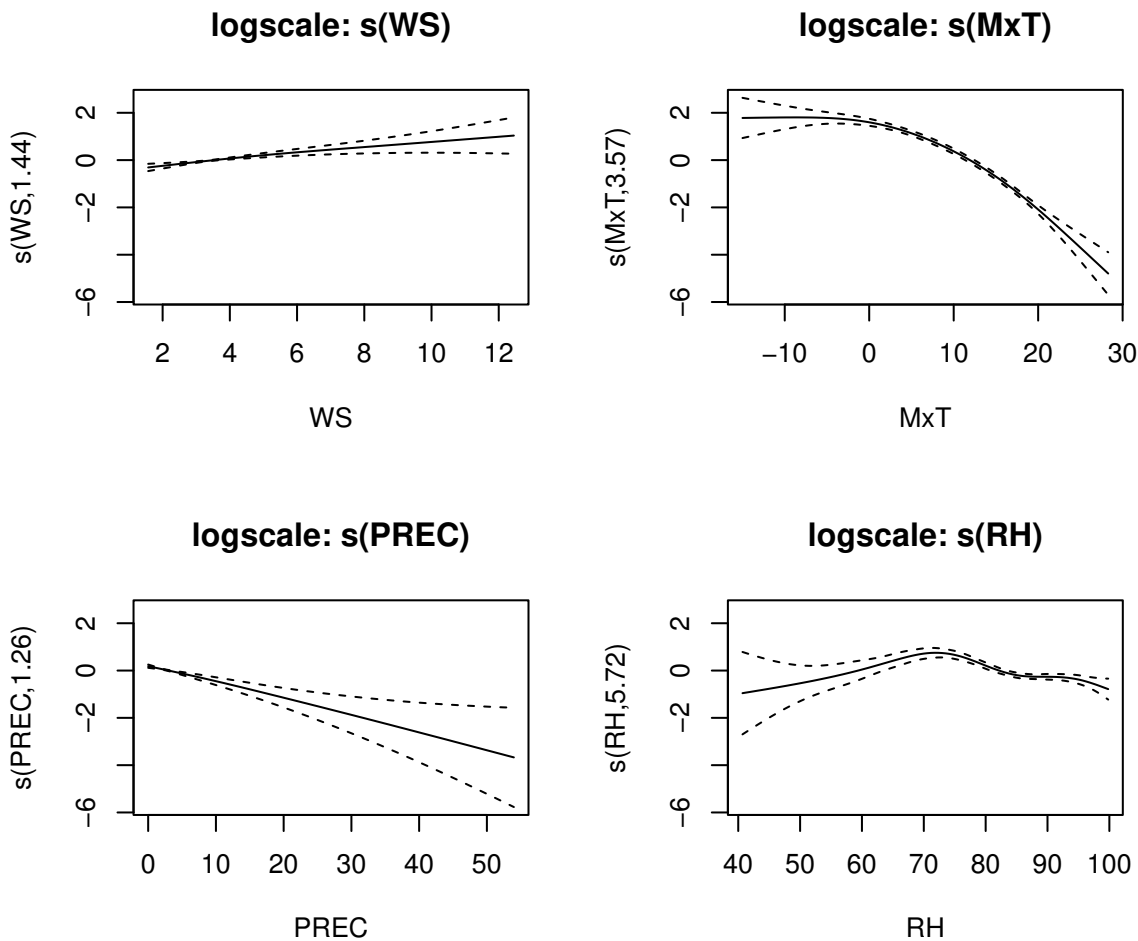 logscale: s(WS)
s(WS,1.44)
2
0
−2
−6
2 4 6 8 10 12
WS
logscale: s(MxT)
s(MxT,3.57)
2
0
−2
−6
−10 0 10 20 30
MxT
logscale: s(PREC)
s(PREC,1.26)
2
0
−2
−6
0 10 20 30 40 50
PREC
logscale: s(RH)
s(RH,5.72)
2
0
−2
−6
40 50 60 70 80 90 100
RH